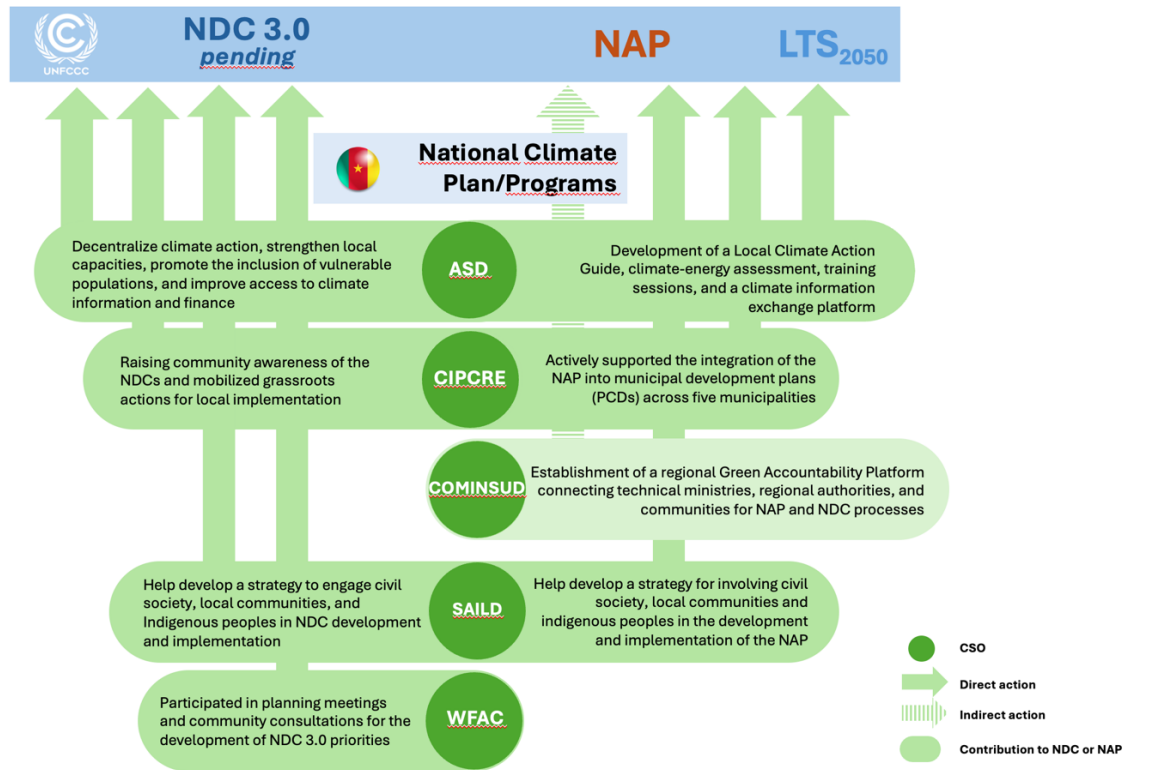 UNFCCC
NDC 3.0
pending
NAP
LTS2050
National Climate
Plan/Programs
Decentralize climate action, strengthen local
capacities, promote the inclusion of vulnerable
populations, and improve access to climate
information and finance
ASD
Development of a Local Climate Action
Guide, climate-energy assessment, training
sessions, and a climate information
exchange platform
Raising community awareness of the
NDCs and mobilized grassroots
actions for local implementation
CIPCRE
Actively supported the integration of the
NAP into municipal development plans
(PCDs) across five municipalities
COMINSUD
Establishment of a regional Green Accountability Platform
connecting technical ministries, regional authorities, and
communities for NAP and NDC processes
Help develop a strategy to engage civil
society, local communities, and
Indigenous peoples in NDC development
and implementation
SAILD
Help develop a strategy for involving civil
society, local communities and
indigenous peoples in the development
and implementation of the NAP
Participated in planning meetings
and community consultations for the
development of NDC 3.0 priorities
WFAC
CSO
Direct action
Indirect action
Contribution to NDC or NAP